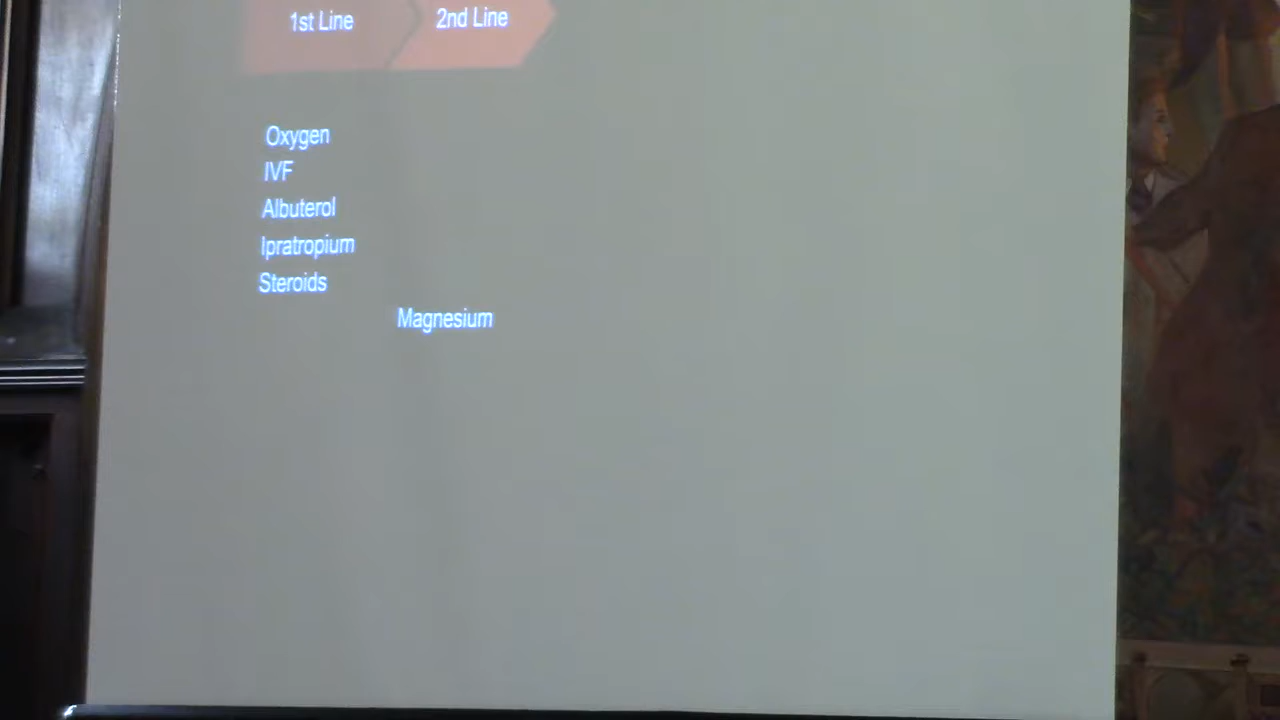 1st Line
2nd Line
Oxygen
IVF
Albuterol
Ipratropium
Steroids
Magnesium